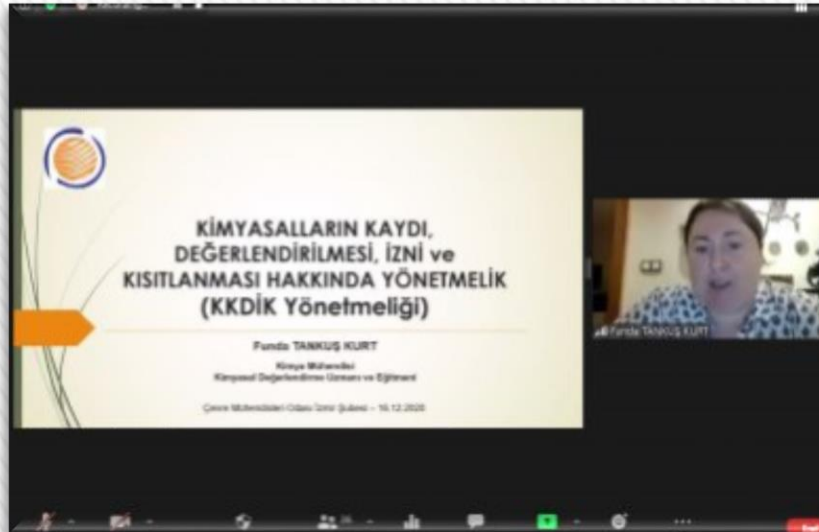 KİMYASALLARIN KAYDI,
DEĞERLENDİRİLMESİ, İZNİ ve
KISITLANMASI HAKKINDA YÖNETMELİK
(KKDİK Yönetmeliği)
Funda TANKUŞ KURT
Kimya Mühendisi
Kimyasal Değerlendirme Uzmanı ve Eğitmeni
Çevre Mühendisleri Odası İzmir Şubesi – 16.12.2020
Funda TANKUŞ KURT